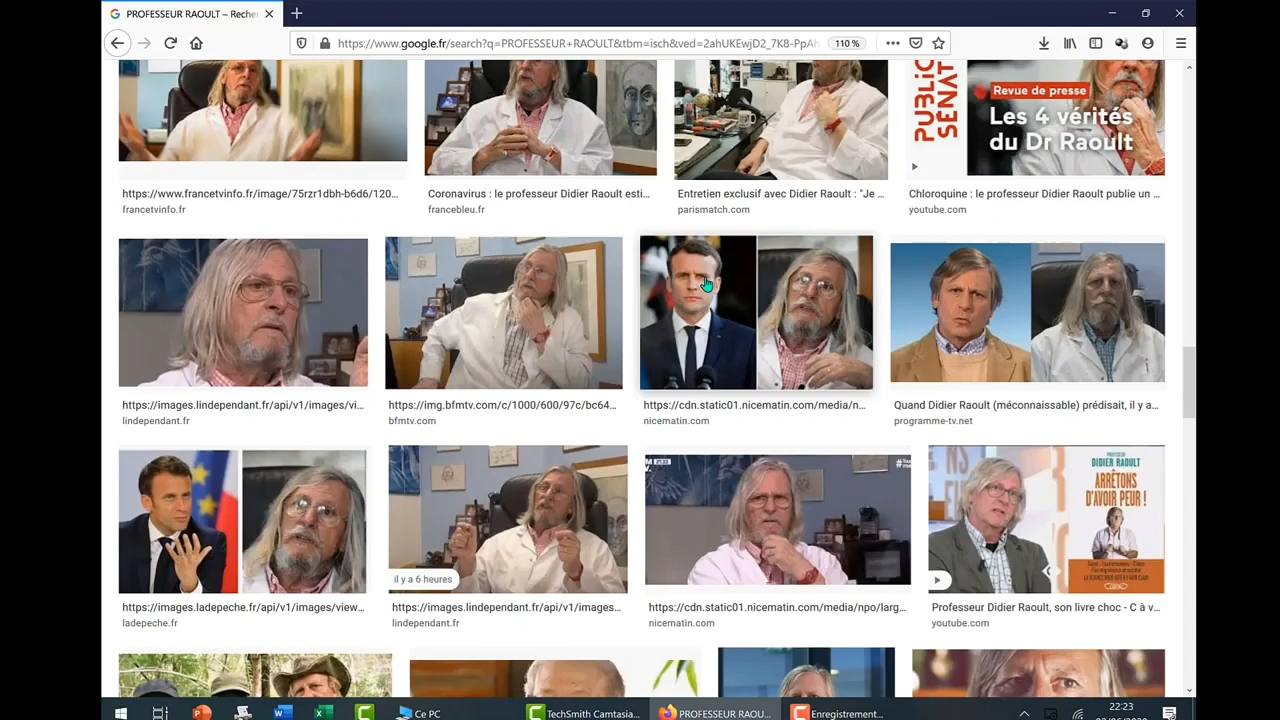 PROFESSEUR RAOULT – Recher
https://www.google.fr/search?q=PROFESSEUR+RAOULT&tbm=isch&ved=2ahUKEwjD2_7K8-PpAh
110 %
PUBLIC SÉNAT
Revue de presse
Les 4 vérités
du Dr Raoult
https://www.francetvinfo.fr/image/75rzr1dbh-b6d6/120...
francetvinfo.fr
Coronavirus : le professeur Didier Raoult esti...
francebleu.fr
Entretien exclusif avec Didier Raoult : "Je ...
parismatch.com
Chloroquine : le professeur Didier Raoult publie un ...
youtube.com
https://images.lindependant.fr/api/v1/images/vi...
lindependant.fr
https://img.bfmtv.com/c/1000/600/97c/bc64...
bfmtv.com
https://cdn.static01.nicematin.com/media/n...
nicematin.com
Quand Didier Raoult (méconnaissable) prédisait, il y a...
programme-tv.net
PROFESSEUR
DIDIER RAOULT
ARRÊTONS
D'AVOIR PEUR !
il y a 6 heures
https://images.ladepeche.fr/api/v1/images/view...
ladepeche.fr
https://images.lindependant.fr/api/v1/images...
lindependant.fr
https://cdn.static01.nicematin.com/media/npo/larg...
nicematin.com
Professeur Didier Raoult, son livre choc - C à v...
youtube.com
Ce PC
TechSmith Camtasia...
PROFESSEUR RAOU...
Enregistrement...
22:23